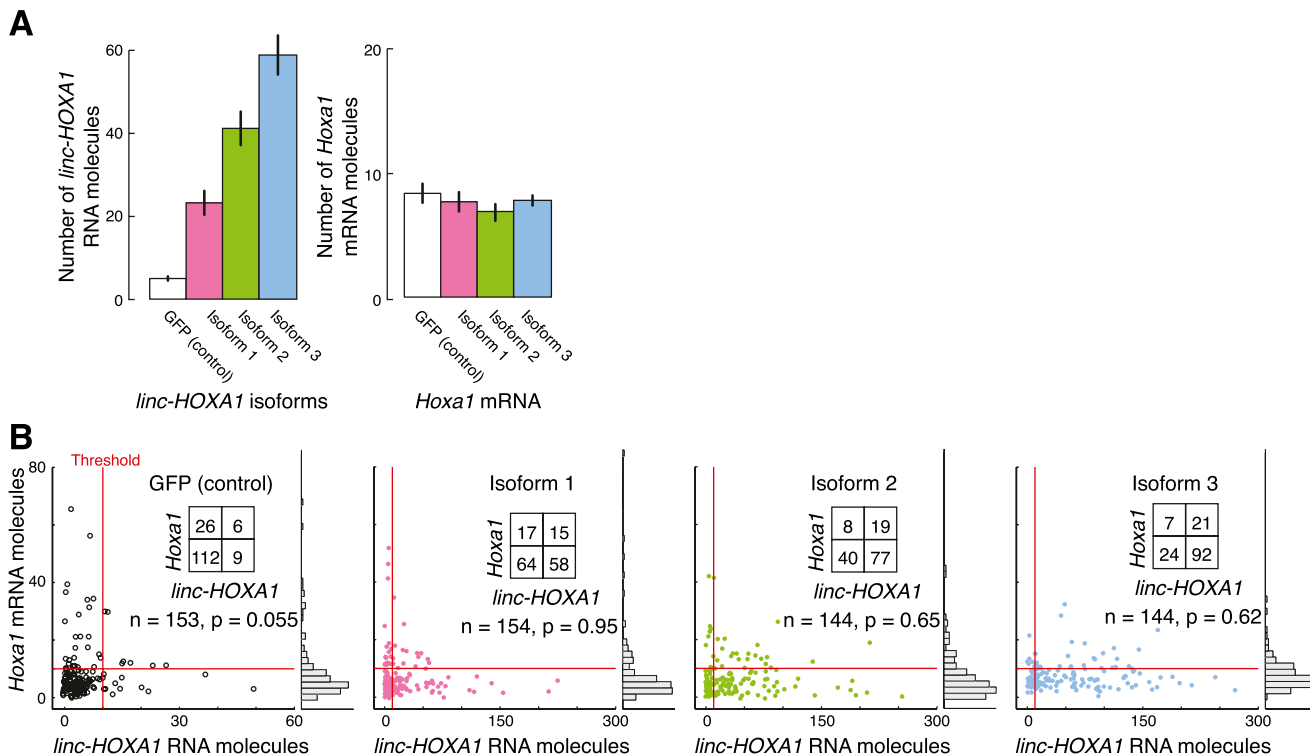 A
Number of linc-HOXA1
RNA molecules
60
40
20
0
GFP (control)
Isoform 1
Isoform 2
Isoform 3
linc-HOXA1 isoforms
Number of Hoxa1
mRNA molecules
20
10
0
GFP (control)
Isoform 1
Isoform 2
Isoform 3
Hoxa1 mRNA
B
Hoxa1 mRNA molecules
80
40
0
Threshold
GFP (control)
Hoxa1
26 6
112 9
linc-HOXA1
n = 153, p = 0.055
0 30 60
linc-HOXA1 RNA molecules
Isoform 1
Hoxa1
17 15
64 58
linc-HOXA1
n = 154, p = 0.95
0 150 300
linc-HOXA1 RNA molecules
Isoform 2
Hoxa1
8 19
40 77
linc-HOXA1
n = 144, p = 0.65
0 150 300
linc-HOXA1 RNA molecules
Isoform 3
Hoxa1
7 21
24 92
linc-HOXA1
n = 144, p = 0.62
0 150 300
linc-HOXA1 RNA molecules